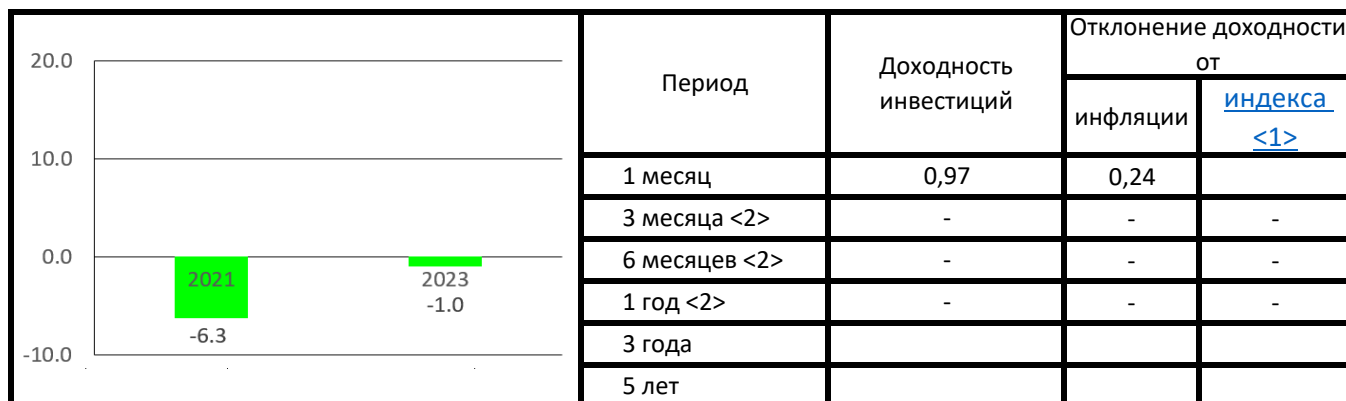 20.0
10.0
0.0
-10.0
2021
-6.3
2023
-1.0
Период
Доходность
инвестиций
Отклонение доходности
от
инфляции
индекса
<1>
1 месяц 0,97 0,24
3 месяца <2> - - -
6 месяцев <2> - - -
1 год <2> - - -
3 года
5 лет